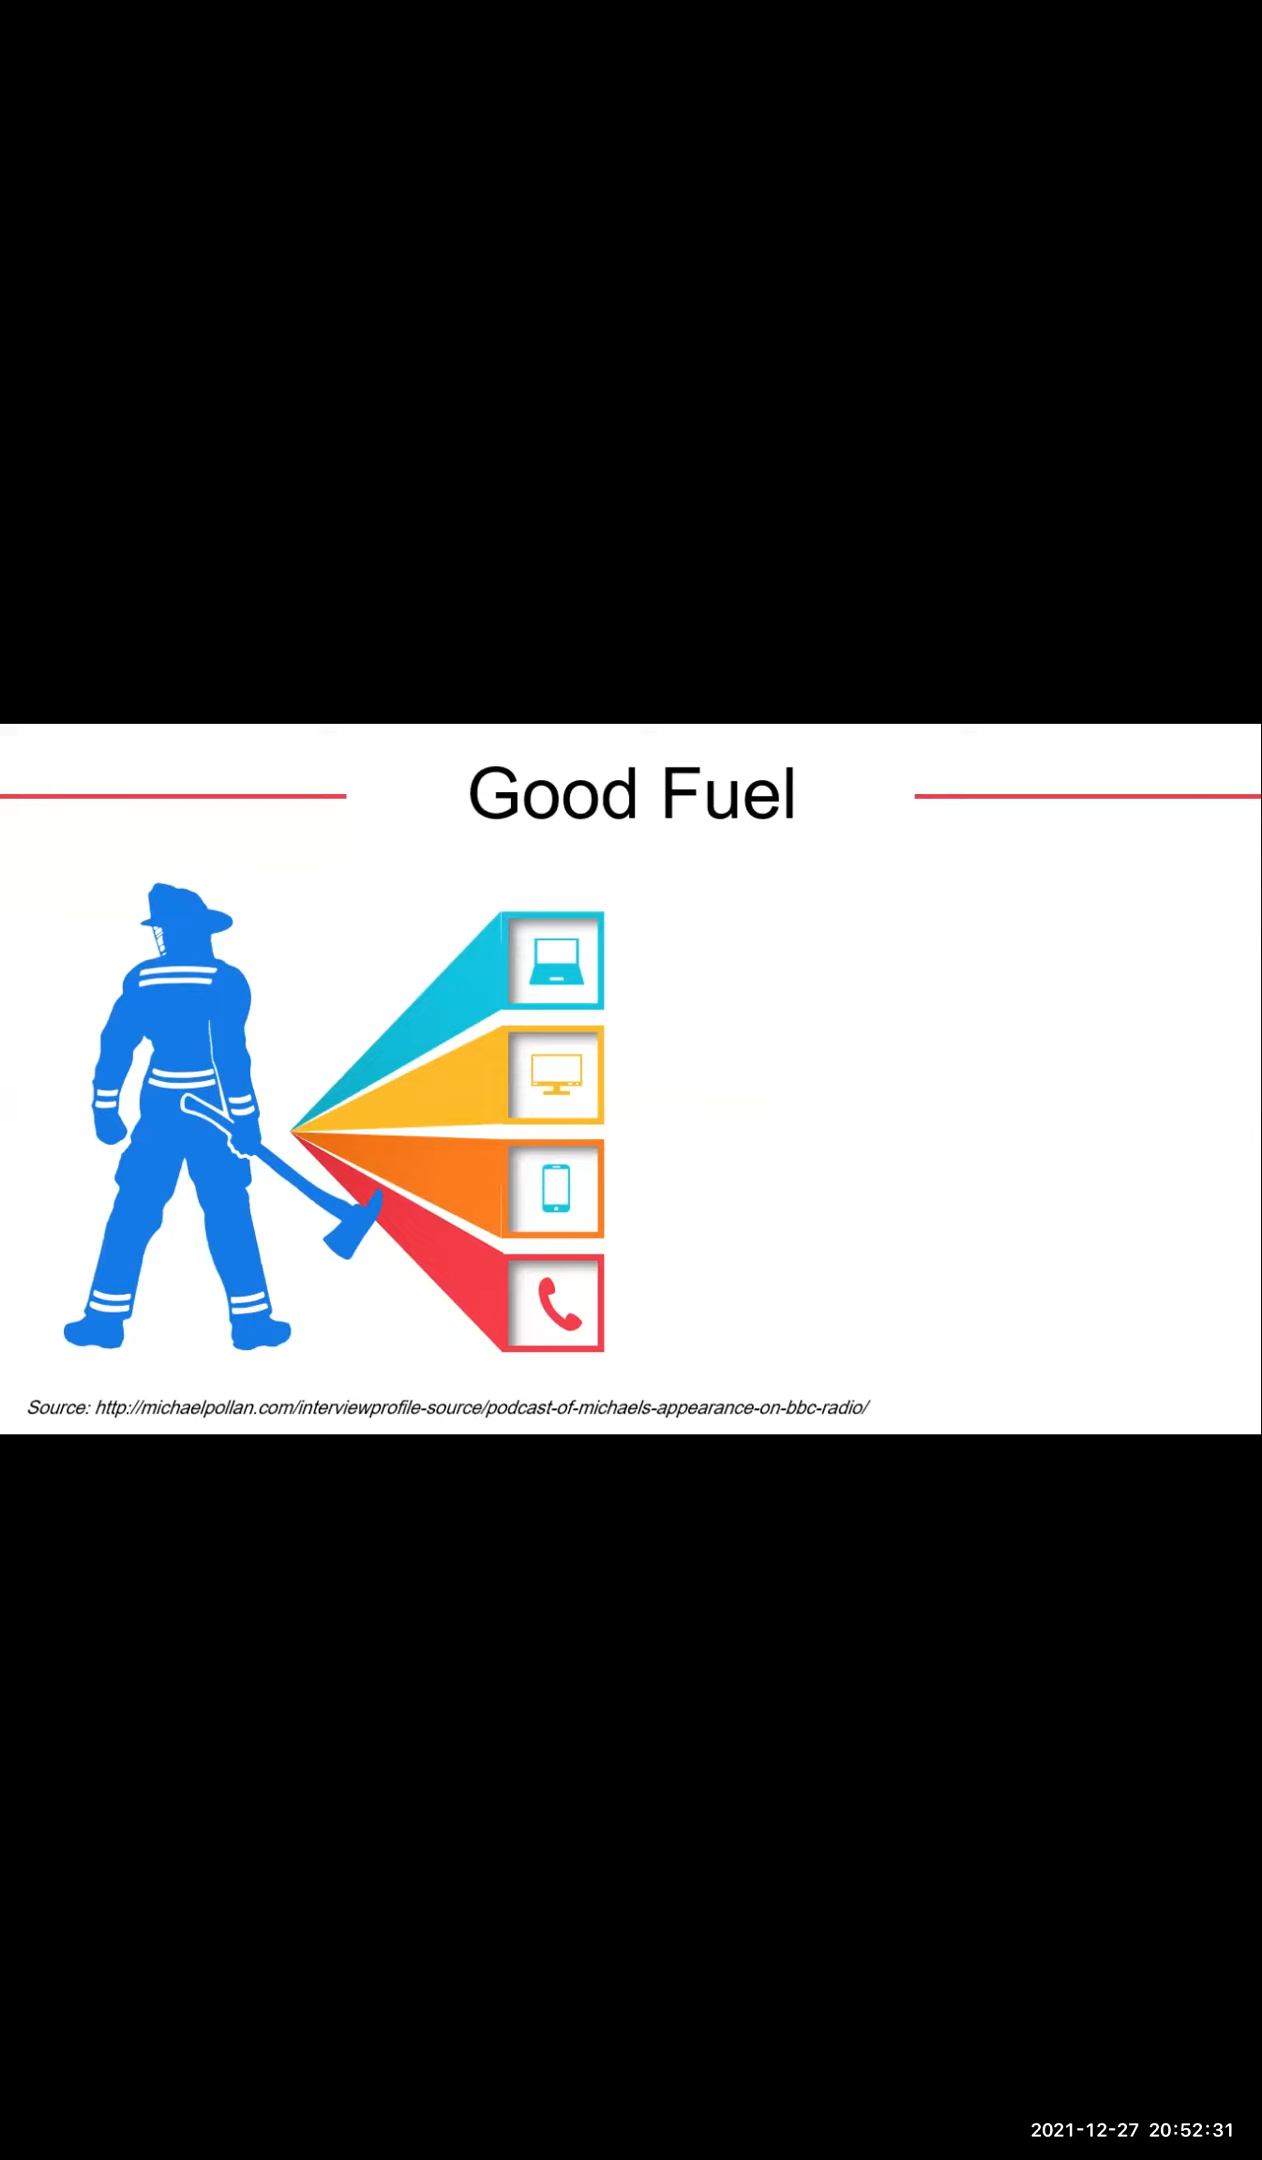 Good Fuel
Source: http://michaelpollan.com/interviewprofile-source/podcast-of-michaels-appearance-on-bbc-radio/
2021-12-27 20:52:31